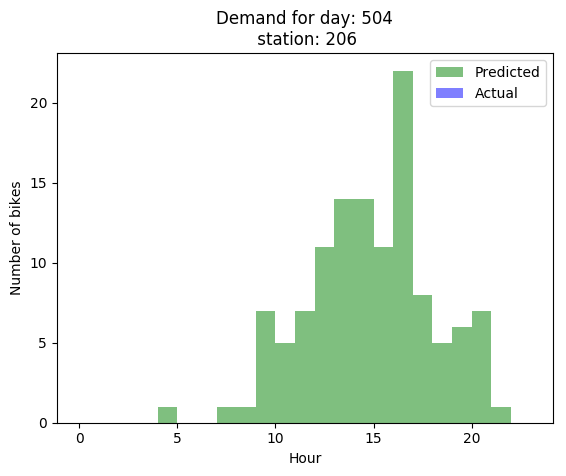 Demand for day: 504
station: 206
Predicted
Actual
Number of bikes
20
15
10
5
0
0
5
10
15
20
Hour